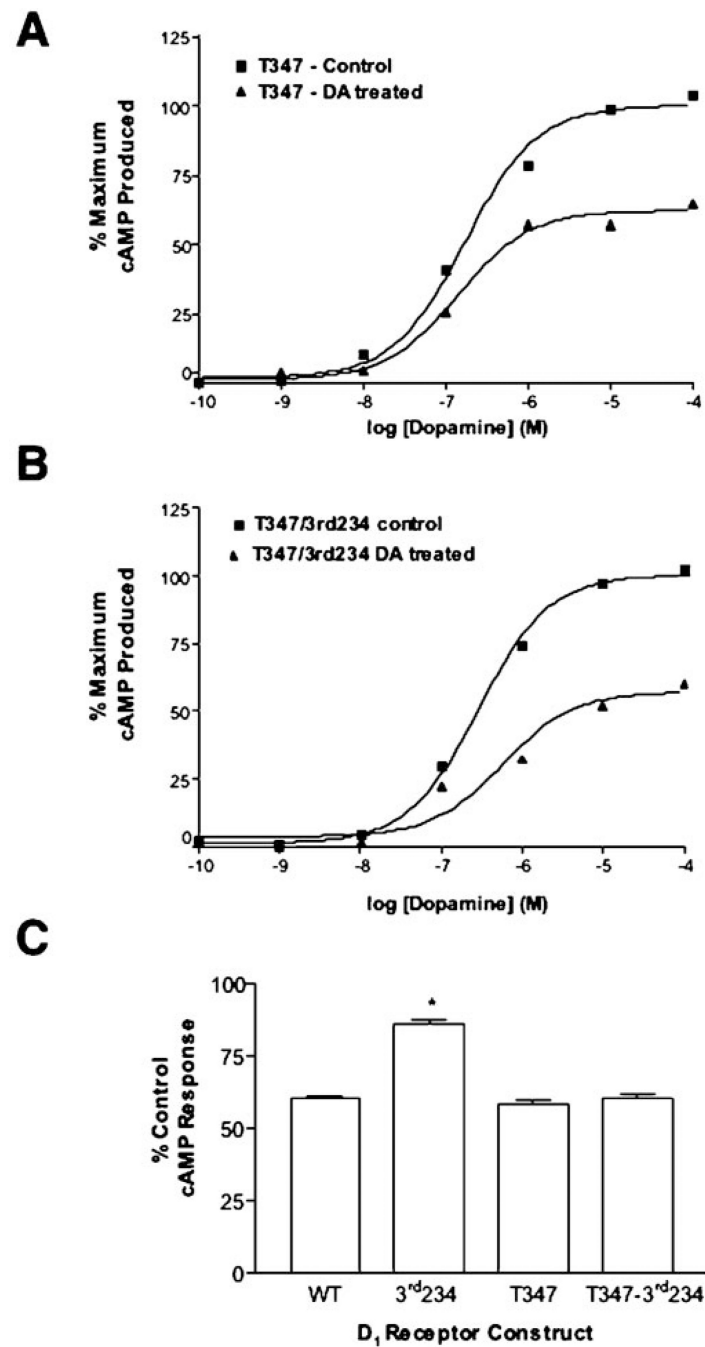 A
125
T347 - Control
T347 - DA treated
100
75
50
25
0
% Maximum
cAMP Produced
-10 -9 -8 -7 -6 -5 -4
log [Dopamine] (M)
B
125
T347/3rd234 control
T347/3rd234 DA treated
100
75
50
25
0
% Maximum
cAMP Produced
-10 -9 -8 -7 -6 -5 -4
log [Dopamine] (M)
C
100
*
75
50
25
0
% Control
cAMP Response
WT 3rd234 T347 T347-3rd234
D1 Receptor Construct